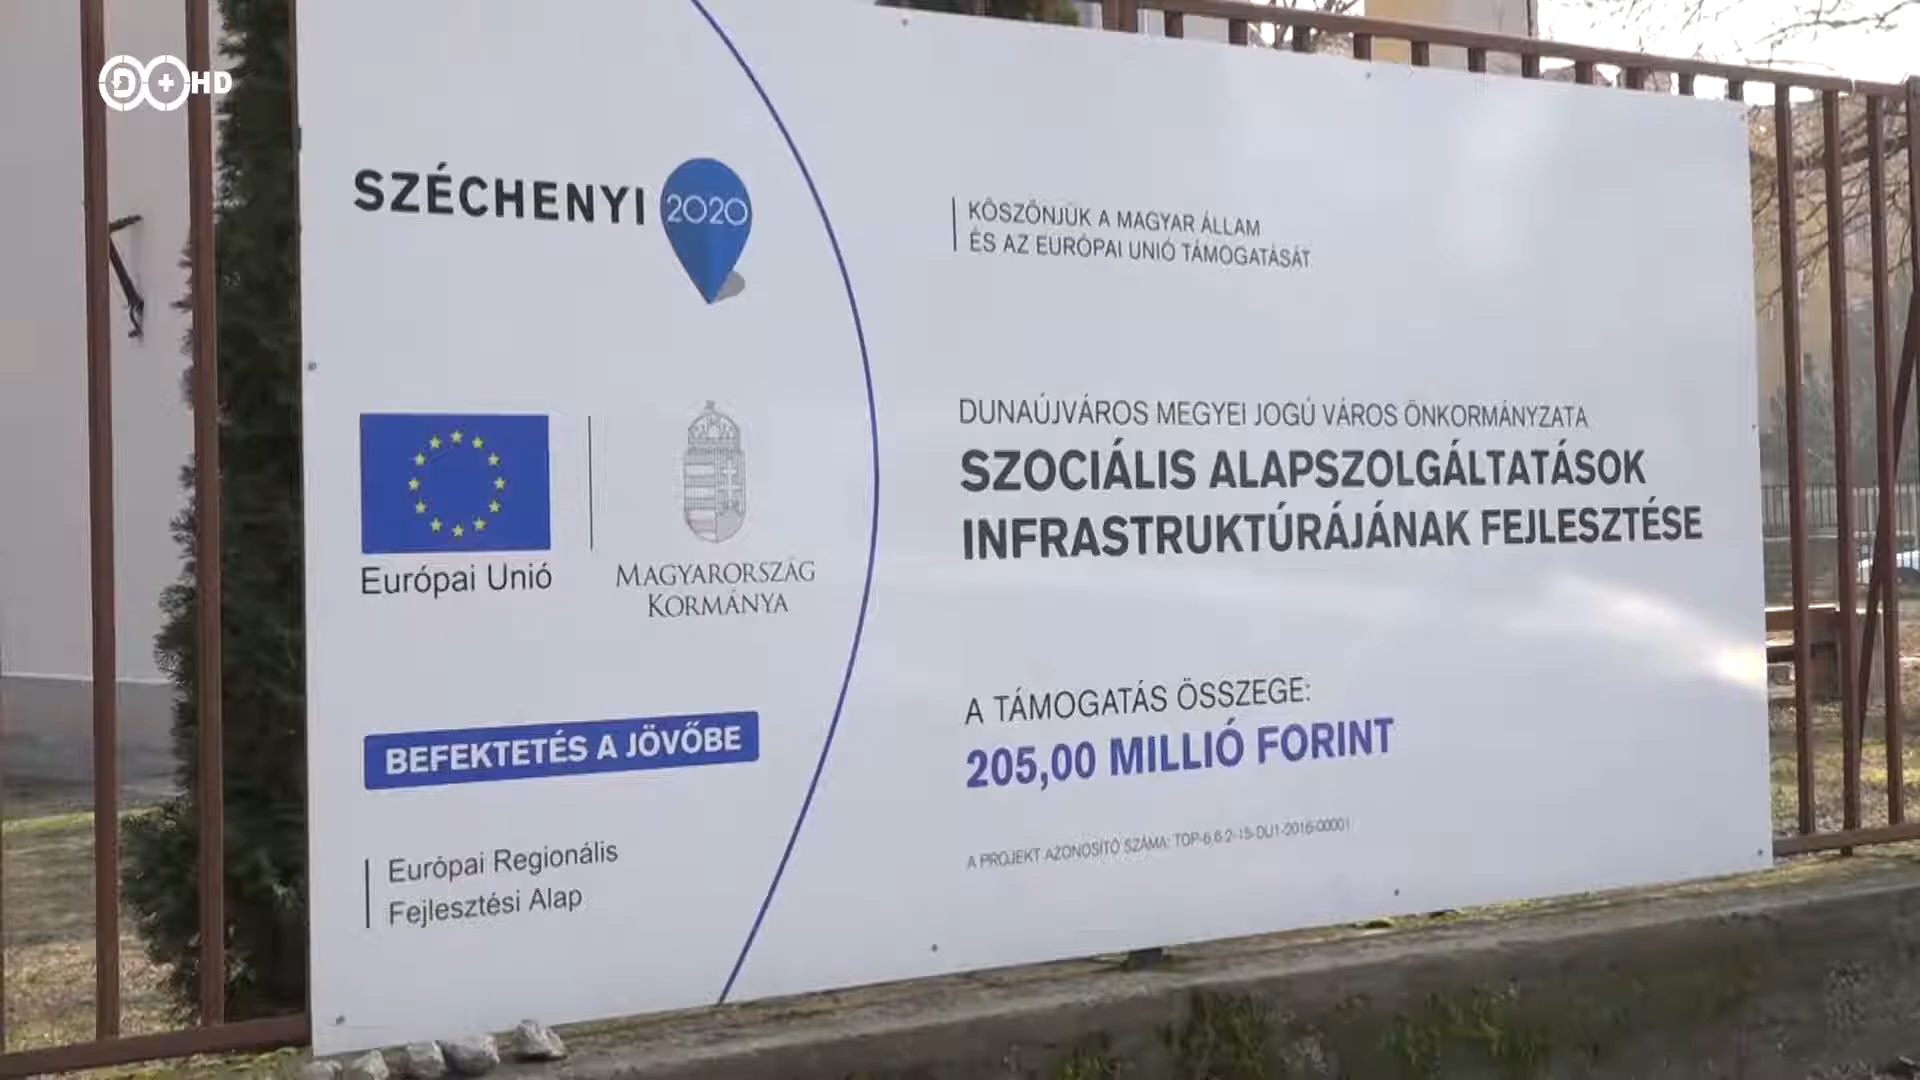 D+HD
SZÉCHENYI 2020
Európai Unió
MAGYARORSZÁG
KORMÁNYA
BEFEKTETÉS A JÖVŐBE
Európai Regionális
Fejlesztési Alap
KÖSZÖNJÜK A MAGYAR ÁLLAM
ÉS AZ EURÓPAI UNIÓ TÁMOGATÁSÁT
DUNAÚJVÁROS MEGYEI JOGÚ VÁROS ÖNKORMÁNYZATA
SZOCIÁLIS ALAPSZOLGÁLTATÁSOK
INFRASTRUKTÚRÁJÁNAK FEJLESZTÉSE
A TÁMOGATÁS ÖSSZEGE:
205,00 MILLIÓ FORINT
A PROJEKT AZONOSÍTÓ SZÁMA: TOP-6.6.2-15-DU1-2016-00001